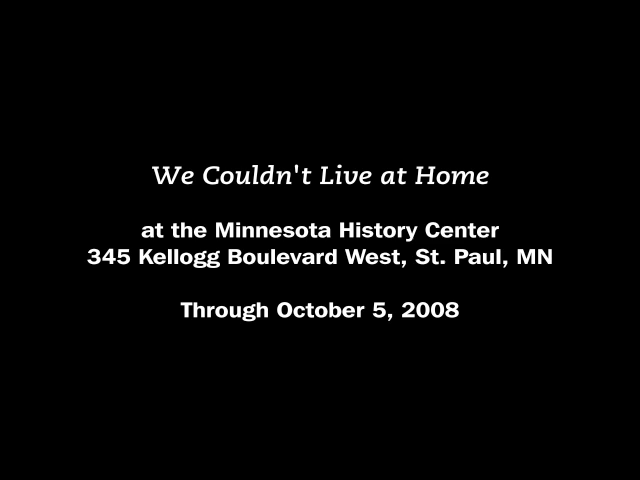 We Couldn't Live at Home
at the Minnesota History Center
345 Kellogg Boulevard West, St. Paul, MN
Through October 5, 2008